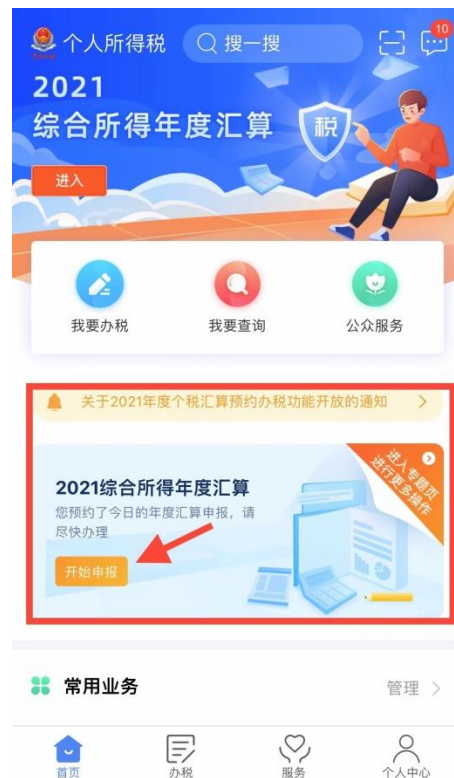 个人所得税
搜一搜
10
2021
综合所得年度汇算
税
进入
我要办税
我要查询
公众服务
关于2021年度个税汇算预约办税功能开放的通知
进入专题页
进行更多操作
2021综合所得年度汇算
您预约了今日的年度汇算申报，请
尽快办理
开始申报
常用业务
管理
首页
办税
服务
个人中心